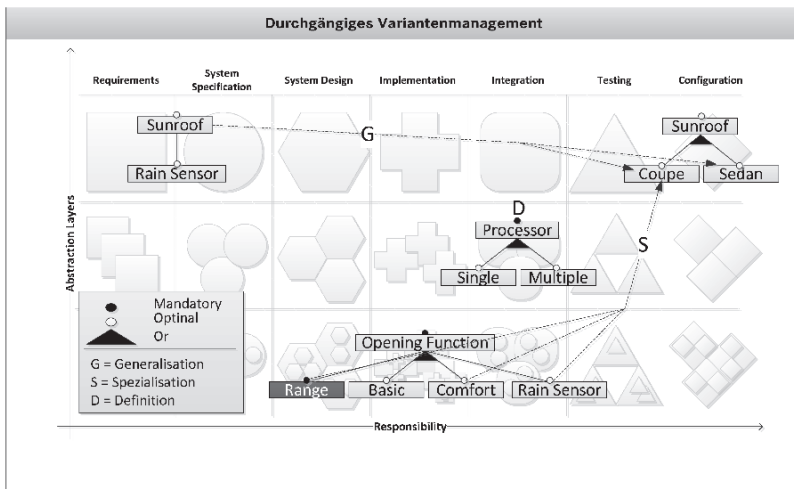 Durchgängiges Variantenmanagement
Requirements
System
Specification
System Design
Implementation
Integration
Testing
Configuration
Sunroof
Rain Sensor
G
Sunroof
Coupe
Sedan
Abstraction Layers
D
Processor
Single
Multiple
S
Mandatory
Optinal
Or
G = Generalisation
S = Spezialisation
D = Definition
Opening Function
Range
Basic
Comfort
Rain Sensor
Responsibility